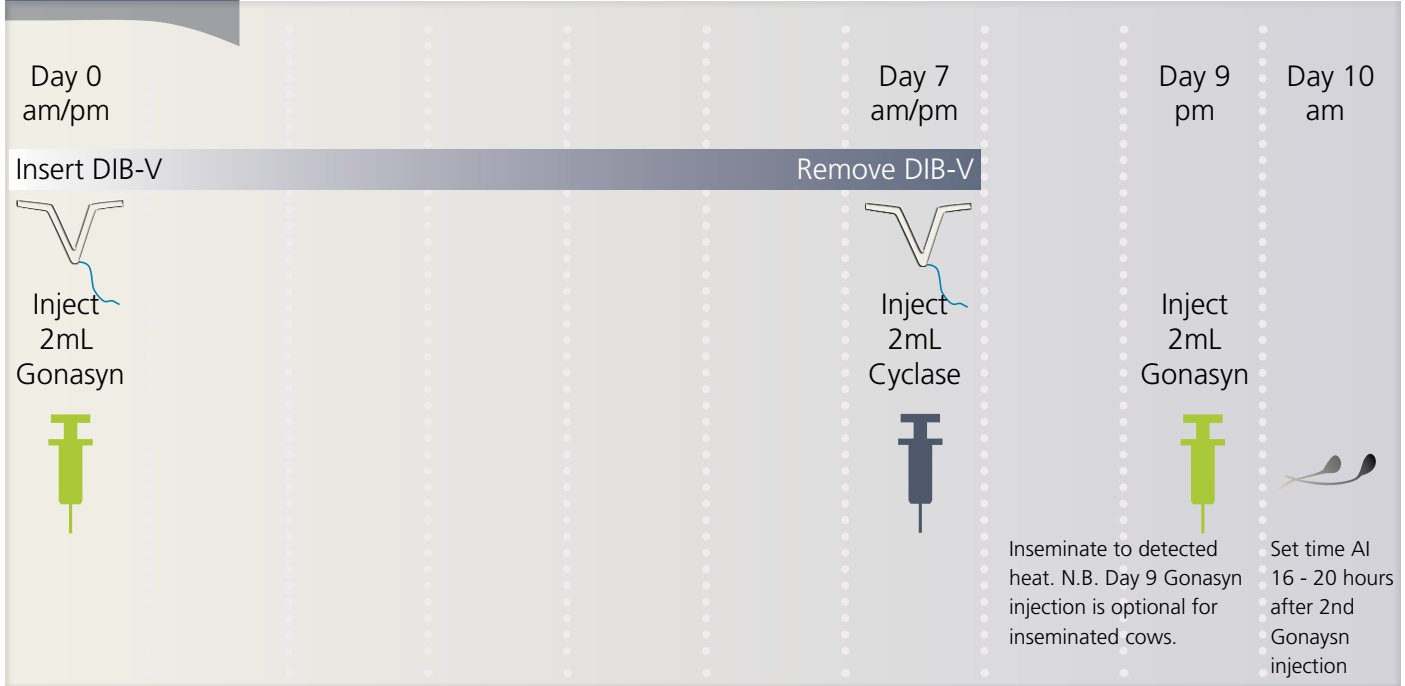 Day 0
am/pm
Day 7
am/pm
Day 9
pm
Day 10
am
Insert DIB-V
Remove DIB-V
Inject
2mL
Gonasyn
Inject
2mL
Cyclase
Inject
2mL
Gonasyn
Inseminate to detected
heat. N.B. Day 9 Gonasyn
injection is optional for
inseminated cows.
Set time AI
16 - 20 hours
after 2nd
Gonaysn
injection